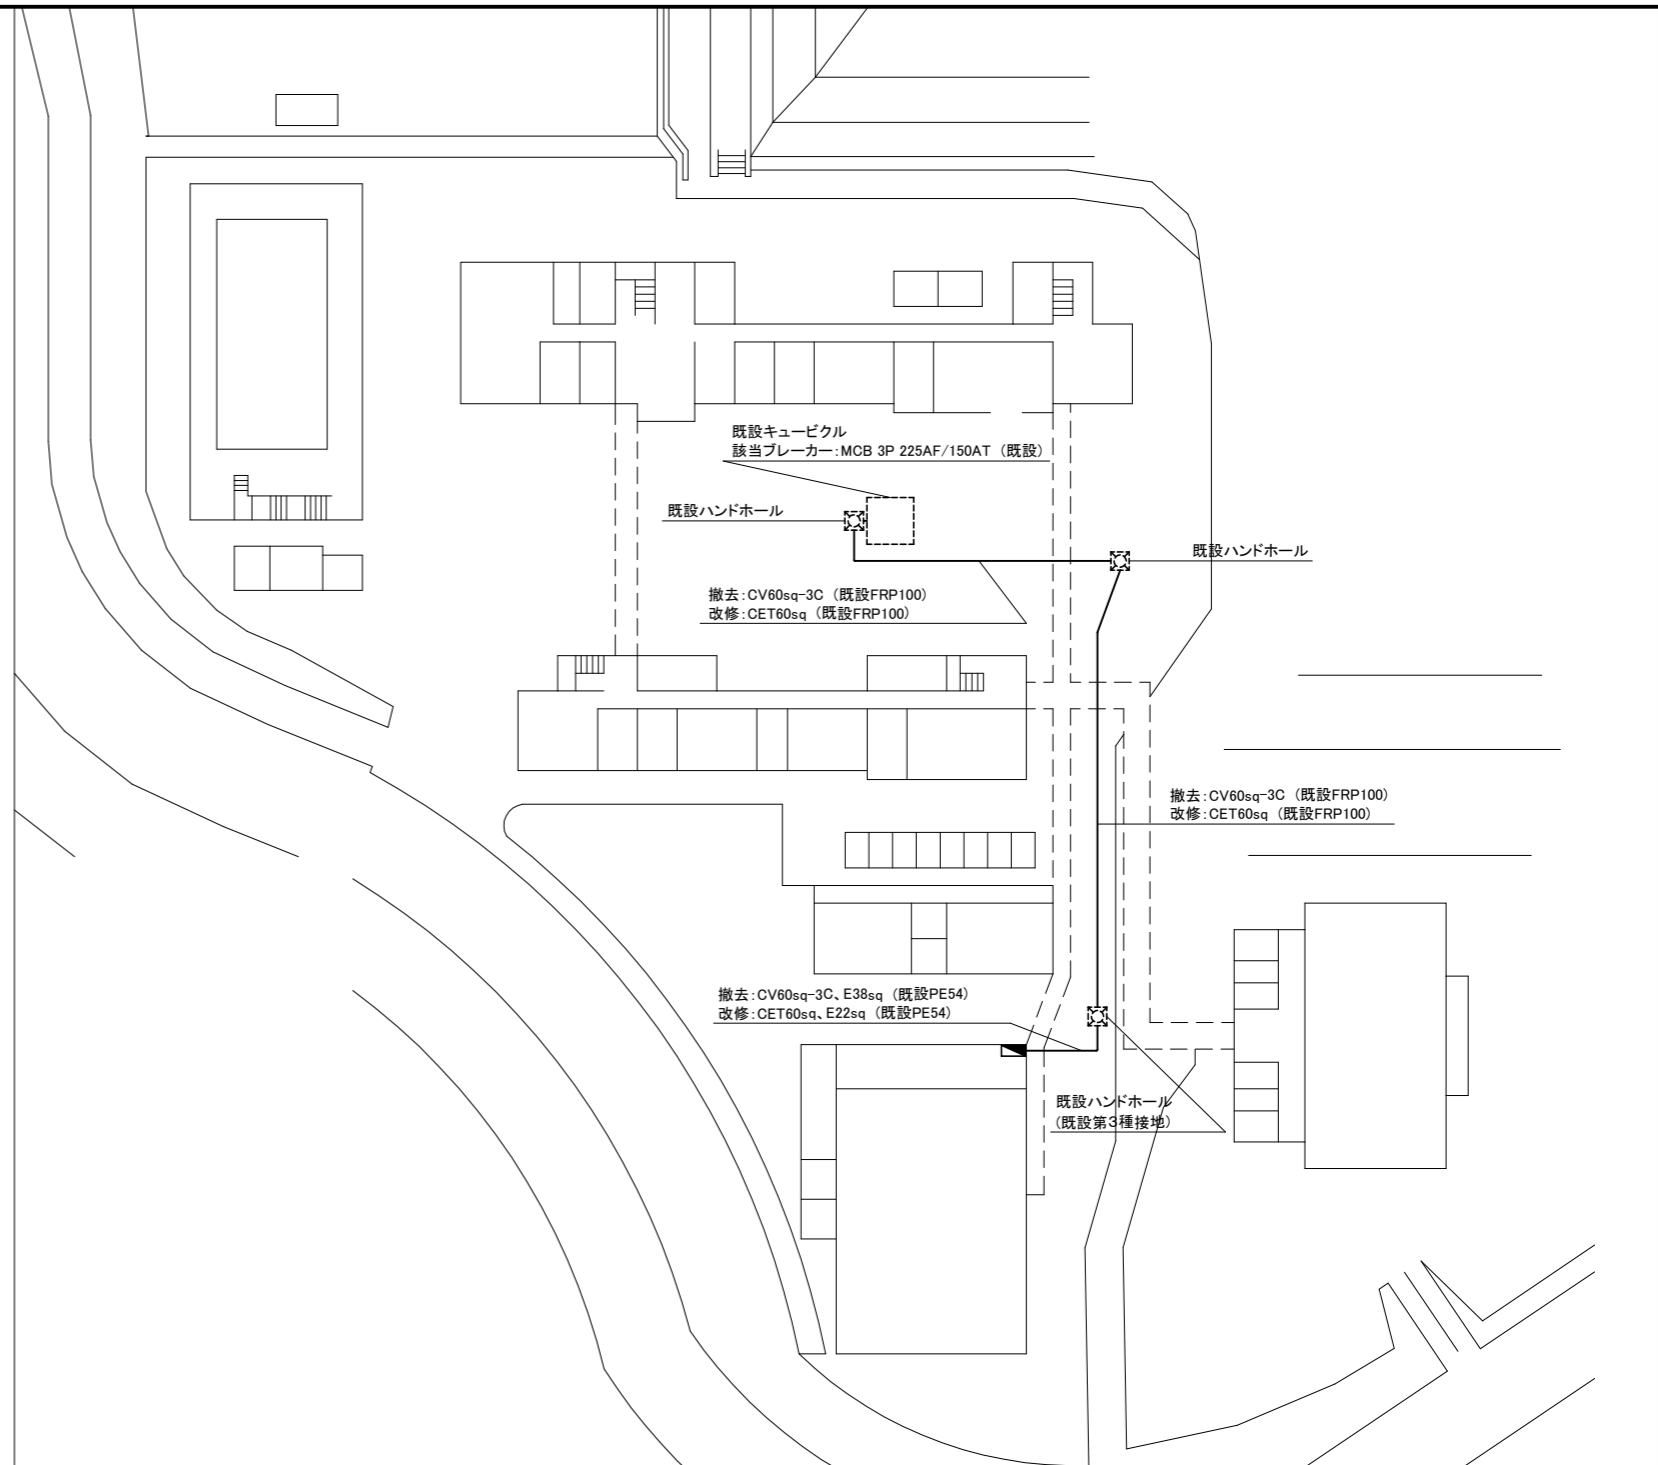 既設キュービクル
該当ブレーカー:MCB 3P 225AF/150AT (既設)
既設ハンドホール
既設ハンドホール
撤去:CV60sq-3C (既設FRP100)
改修:CET60sq (既設FRP100)
撤去:CV60sq-3C (既設FRP100)
改修:CET60sq (既設FRP100)
撤去:CV60sq-3C、E38sq (既設PE54)
改修:CET60sq、E22sq (既設PE54)
既設ハンドホール
(既設第3種接地)